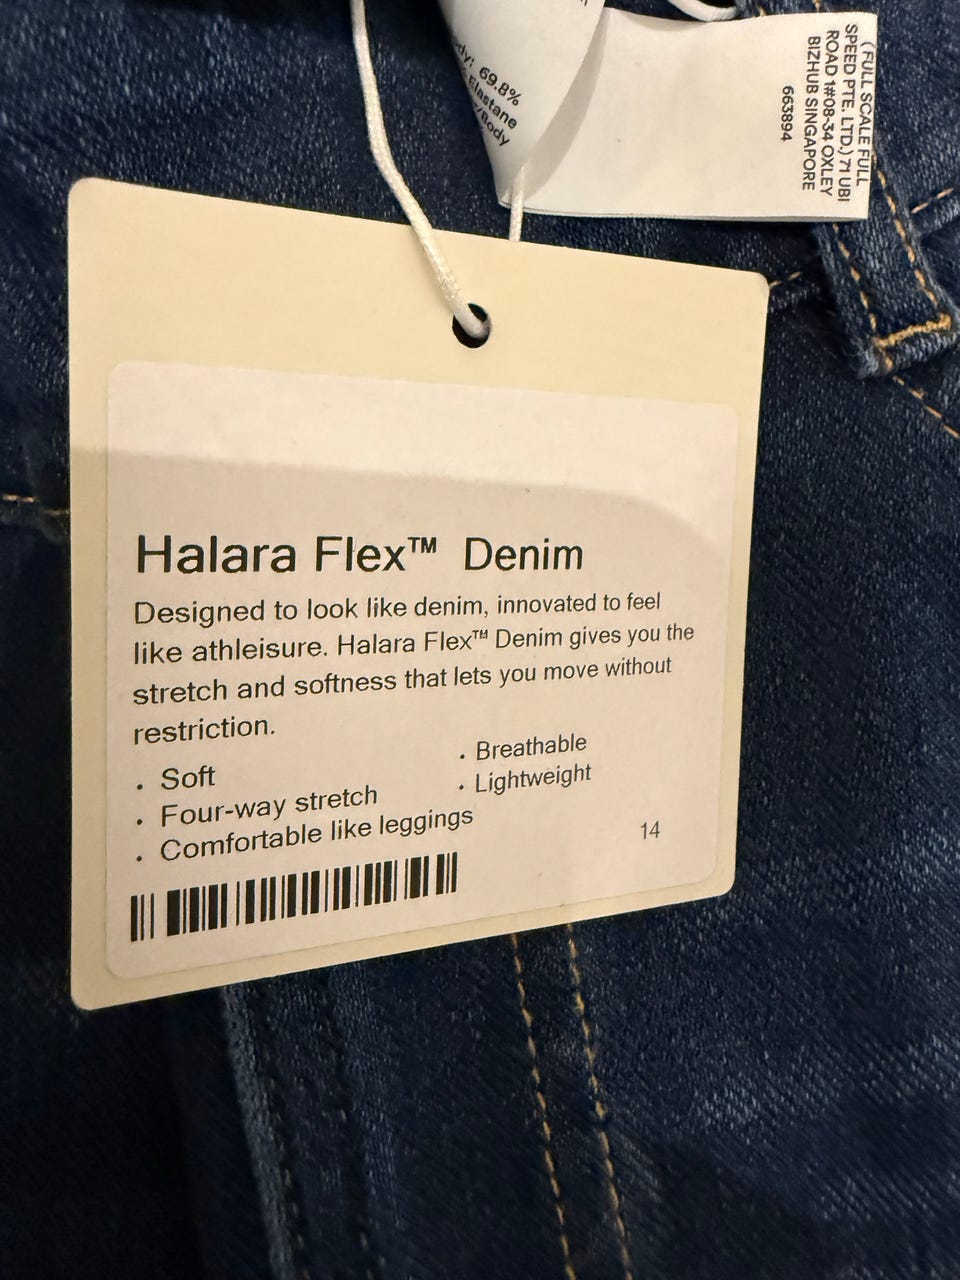 dy: 69.8%
Elastane
/Body
(FULL SCALE FULL
SPEED PTE. LTD.) 71 UBI
ROAD 1#08-34 OXLEY
BIZHUB SINGAPORE
663894
Halara Flex™ Denim
Designed to look like denim, innovated to feel
like athleisure. Halara Flex™ Denim gives you the
stretch and softness that lets you move without
restriction.
· Soft
· Breathable
· Four-way stretch
· Lightweight
· Comfortable like leggings
14